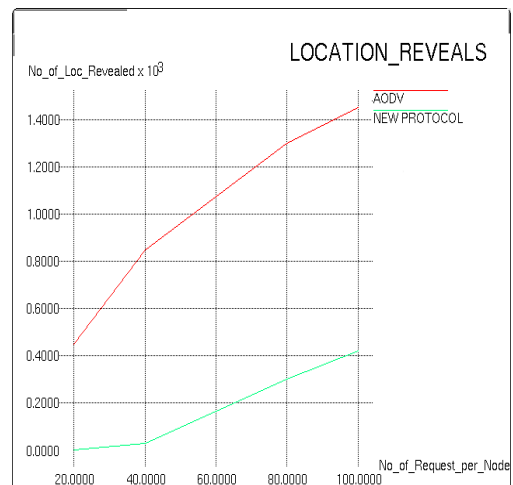 LOCATION_REVEALS
No_of_Loc_Revealed x 10³
AODV
NEW PROTOCOL
1.4000
1.2000
1.0000
0.8000
0.6000
0.4000
0.2000
0.0000
No_of_Request_per_Node
20.0000 40.0000 60.0000 80.0000 100.0000